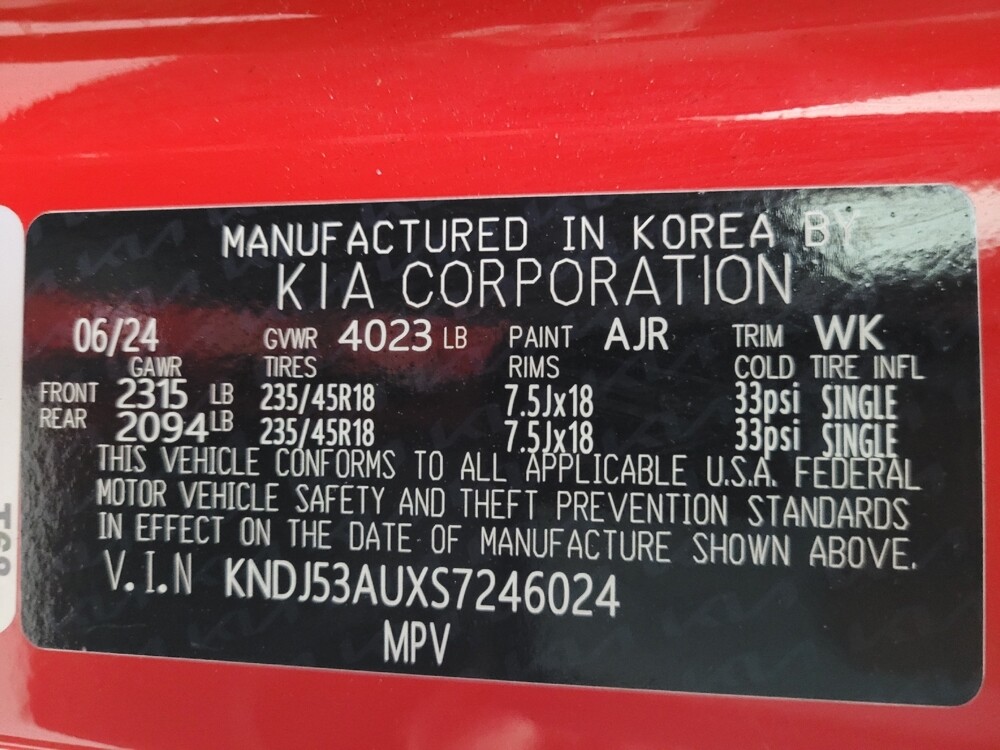 MANUFACTURED IN KOREA BY
KIA CORPORATION
06/24 GVWR 4023 LB PAINT AJR TRIM WK
GAWR TIRES RIMS COLD TIRE INFL
FRONT 2315 LB 235/45R18 7.5Jx18 33psi SINGLE
REAR 2094 LB 235/45R18 7.5Jx18 33psi SINGLE
THIS VEHICLE CONFORMS TO ALL APPLICABLE U.S.A. FEDERAL
MOTOR VEHICLE SAFETY AND THEFT PREVENTION STANDARDS
IN EFFECT ON THE DATE OF MANUFACTURE SHOWN ABOVE.
V.I.N KNDJ53AUXS7246024
MPV